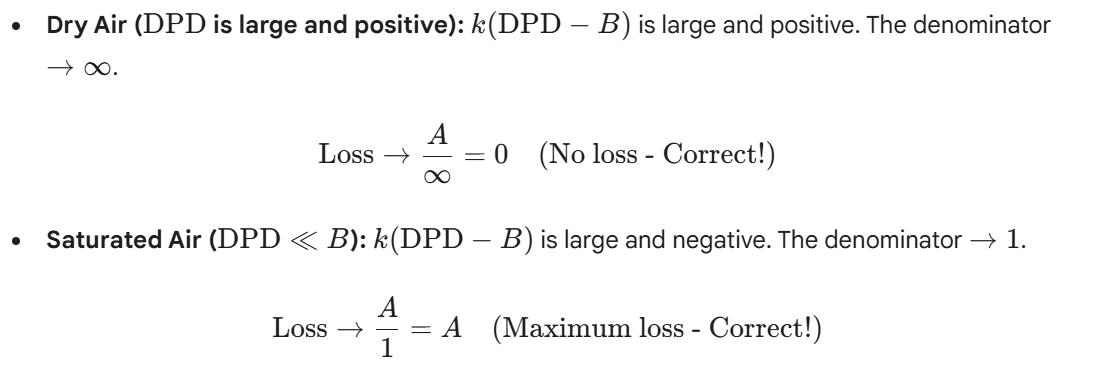 • Dry Air (DPD is large and positive): k(DPD − B) is large and positive. The denominator
→ ∞.
Loss → A/∞ = 0 (No loss - Correct!)
• Saturated Air (DPD ≪ B): k(DPD − B) is large and negative. The denominator → 1.
Loss → A/1 = A (Maximum loss - Correct!)